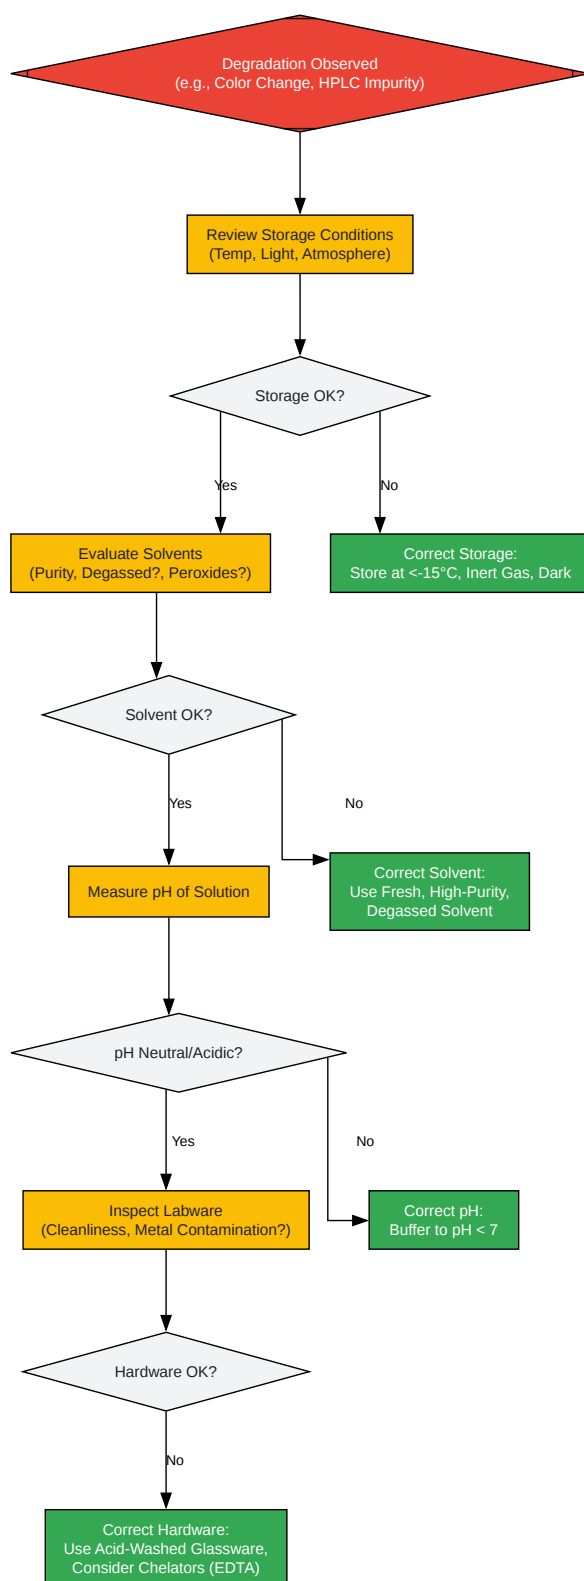 Degradation Observed
(e.g., Color Change, HPLC Impurity)
Review Storage Conditions
(Temp, Light, Atmosphere)
Storage OK?
Yes
No
Evaluate Solvents
(Purity, Degassed?, Peroxides?)
Correct Storage:
Store at <-15°C, Inert Gas, Dark
Solvent OK?
Yes
No
Measure pH of Solution
Correct Solvent:
Use Fresh, High-Purity,
Degassed Solvent
pH Neutral/Acidic?
Yes
No
Inspect Labware
(Cleanliness, Metal Contamination?)
Correct pH:
Buffer to pH < 7
Hardware OK?
No
Correct Hardware:
Use Acid-Washed Glassware,
Consider Chelators (EDTA)